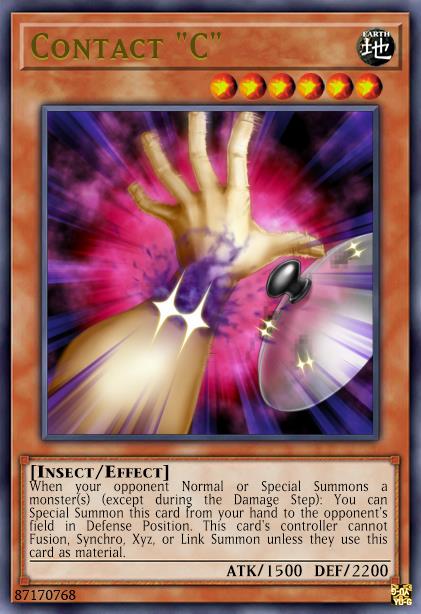 CONTACT "C"
EARTH
地
[INSECT/EFFECT]
When your opponent Normal or Special Summons a
monster(s) (except during the Damage Step): You can
Special Summon this card from your hand to the opponent's
field in Defense Position. This card's controller cannot
Fusion, Synchro, Xyz, or Link Summon unless they use this
card as material.
ATK/1500 DEF/2200
87170768